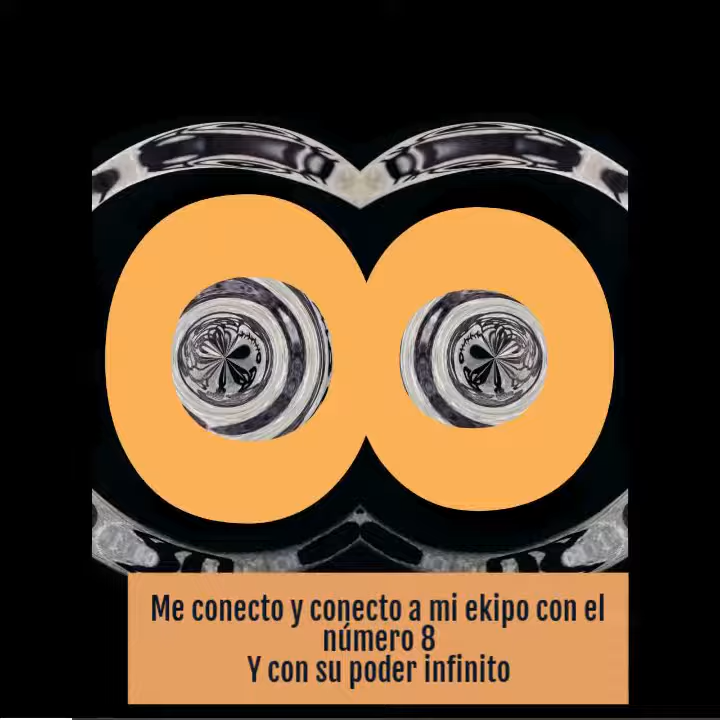 Me conecto y conecto a mi ekipo con el
número 8
Y con su poder infinito